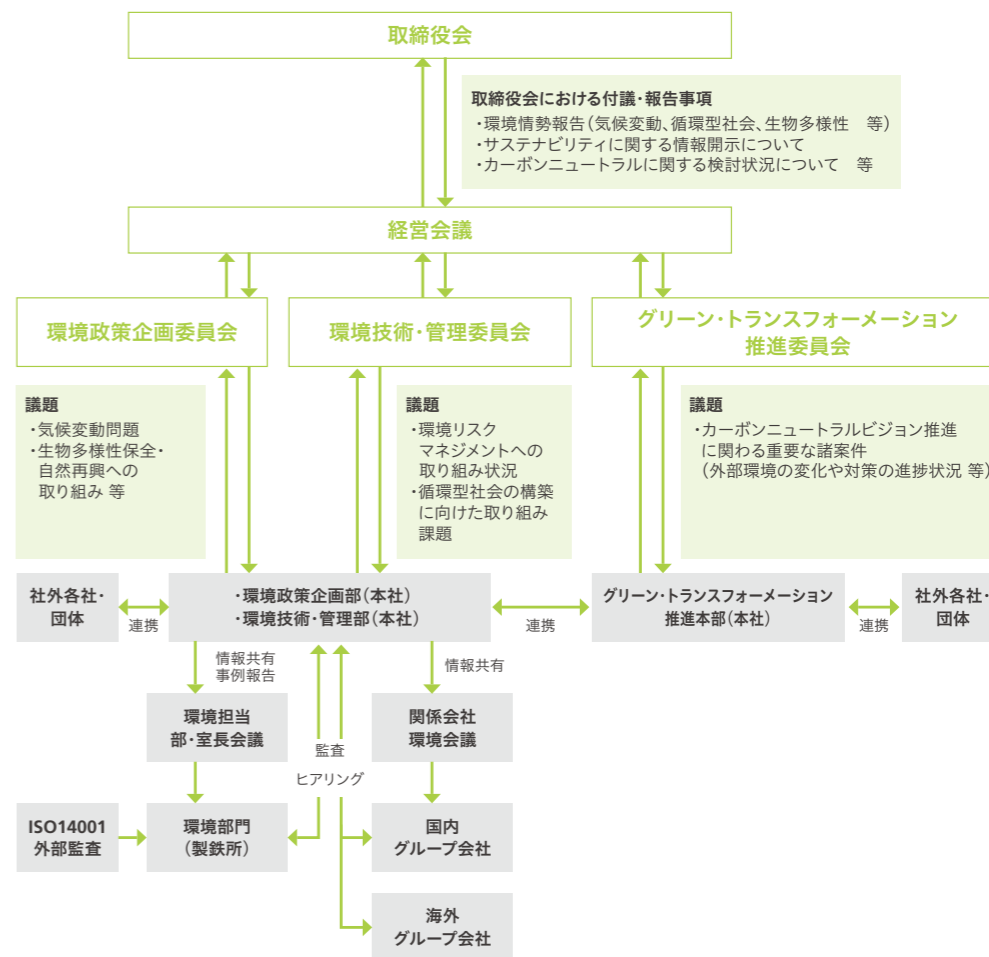 取締役会
取締役会における付議・報告事項
・環境情勢報告（気候変動、循環型社会、生物多様性　等）
・サステナビリティに関する情報開示について
・カーボンニュートラルに関する検討状況について　等
経営会議
環境政策企画委員会
環境技術・管理委員会
グリーン・トランスフォーメーション
推進委員会
議題
・気候変動問題
・生物多様性保全・
自然再興への
取り組み 等
議題
・環境リスク
マネジメントへの
取り組み状況
・循環型社会の構築
に向けた取り組み
課題
議題
・カーボンニュートラルビジョン推進
に関わる重要な諸案件
（外部環境の変化や対策の進捗状況 等）
社外各社・
団体
連携
・環境政策企画部（本社）
・環境技術・管理部（本社）
連携
グリーン・トランスフォーメーション
推進本部（本社）
連携
社外各社・
団体
情報共有
事例報告
情報共有
環境担当
部・室長会議
関係会社
環境会議
監査
ヒアリング
ISO14001
外部監査
環境部門
（製鉄所）
国内
グループ会社
海外
グループ会社